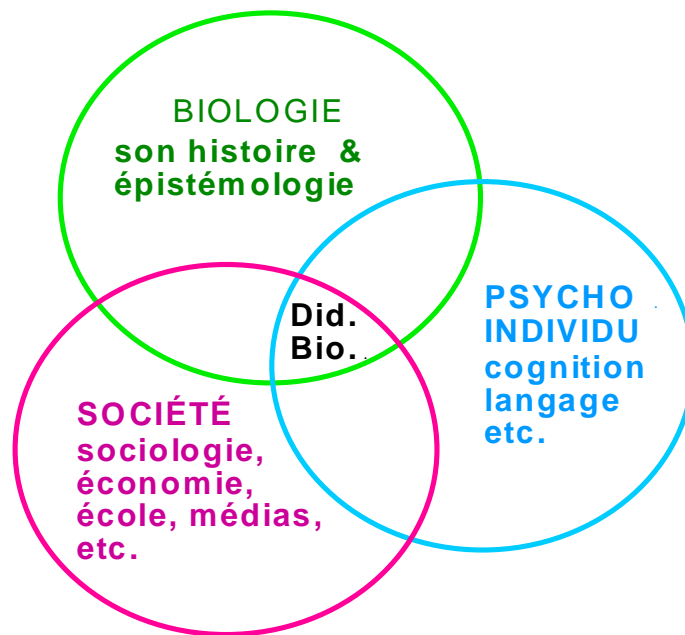 BIOLOGIE
son histoire &
épistémologie
Did.
Bio.
PSYCHO
INDIVIDU
cognition
langage
etc.
SOCIÉTÉ
sociologie,
économie,
école, médias,
etc.